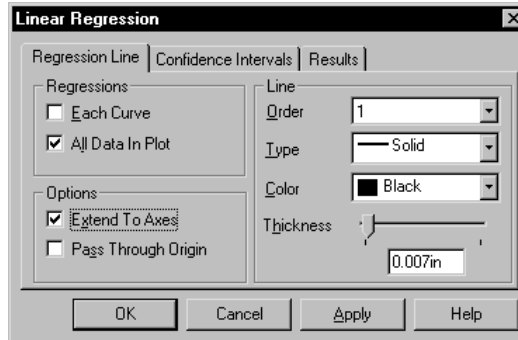 Linear Regression
Regression Line Confidence Intervals Results
Regressions
Each Curve
All Data In Plot
Options
Extend To Axes
Pass Through Origin
Line
Order 1
Type Solid
Color Black
Thickness
0.007in
OK Cancel Apply Help